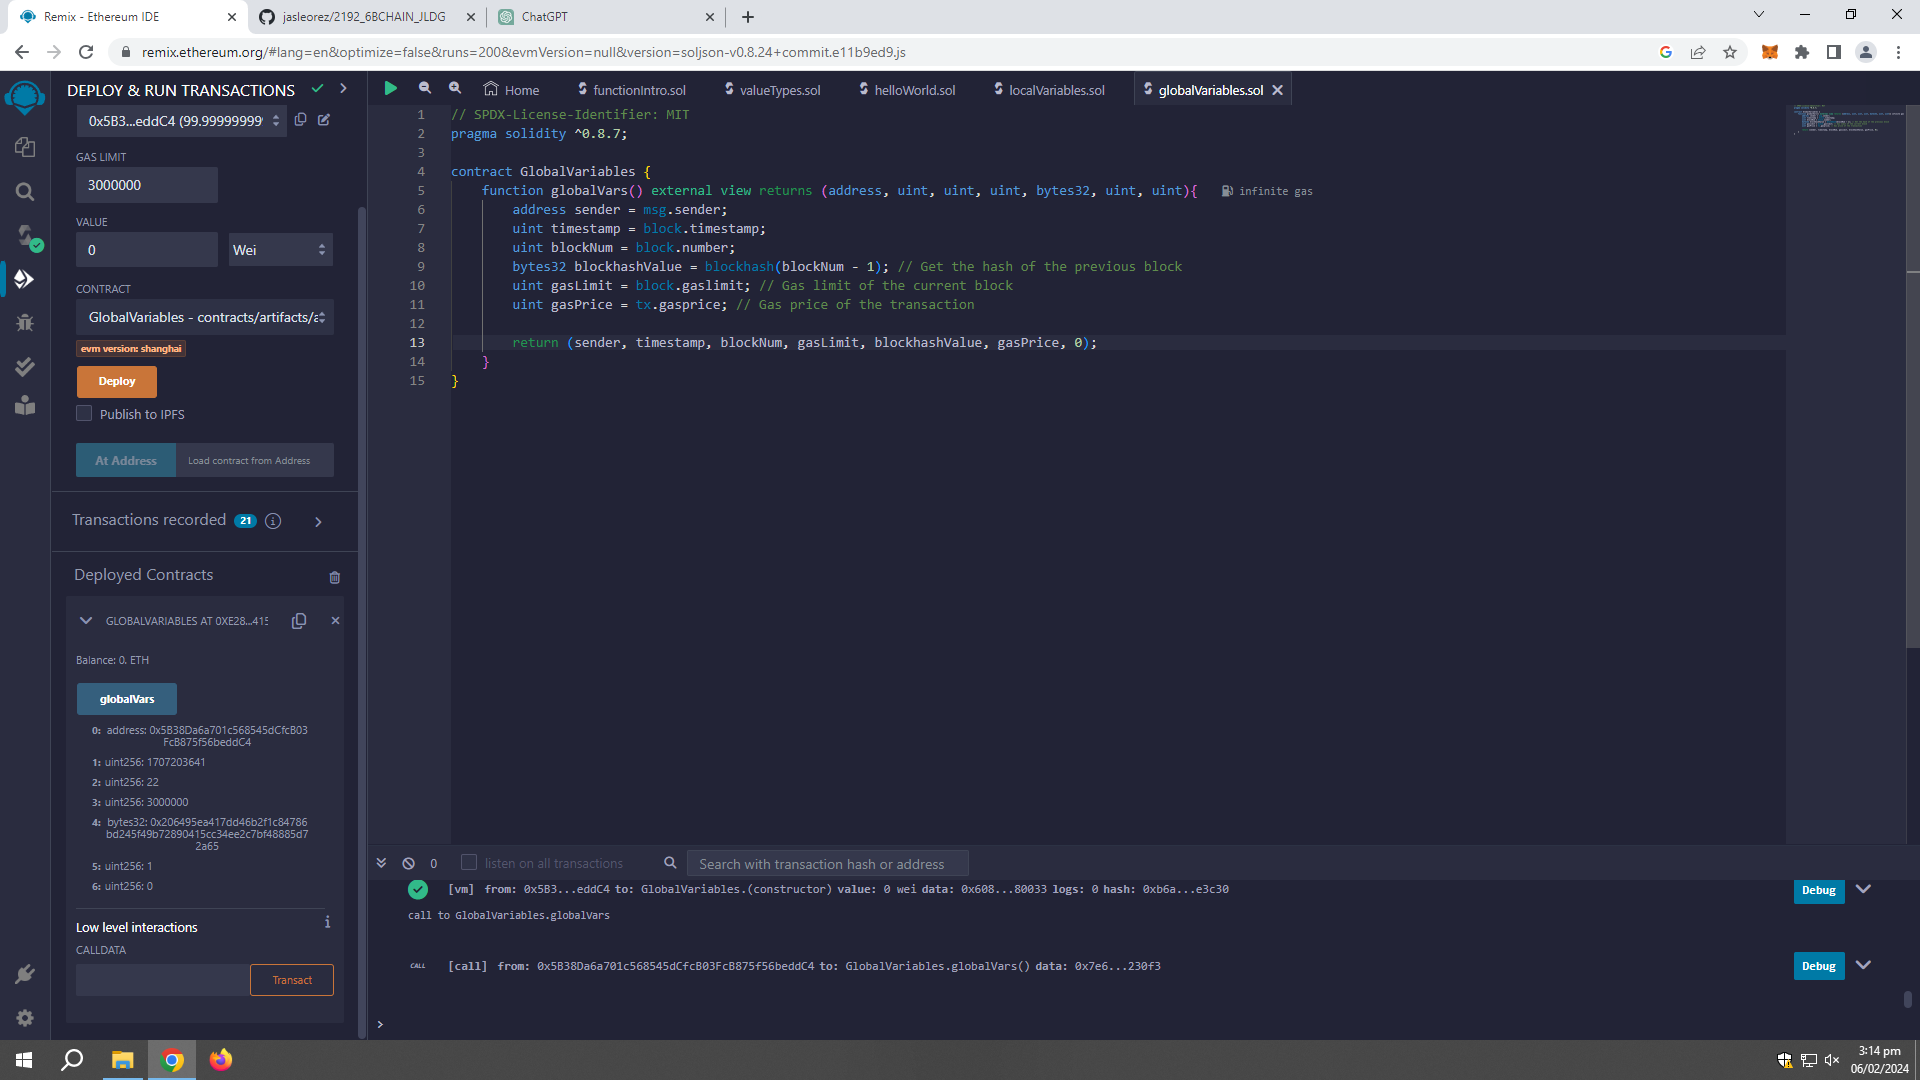 Remix - Ethereum IDE
jasleorez/2192_6BCHAIN_JLDG
ChatGPT
remix.ethereum.org/#lang=en&optimize=false&runs=200&evmVersion=null&version=soljson-v0.8.24+commit.e11b9ed9.js
DEPLOY & RUN TRANSACTIONS
0x5B3...eddC4 (99.999999999
GAS LIMIT
3000000
VALUE
0
Wei
CONTRACT
GlobalVariables - contracts/artifacts/a
evm version: shanghai
Deploy
Publish to IPFS
At Address
Load contract from Address
Transactions recorded 21
Deployed Contracts
GLOBALVARIABLES AT 0XE28...415
Balance: 0. ETH
globalVars
0: address: 0x5B38Da6a701c568545dCfcB03
FcB875f56beddC4
1: uint256: 1707203641
2: uint256: 22
3: uint256: 3000000
4: bytes32: 0x206495ea417dd46b2f1c84786
bd245f49b72890415cc34ee2c7bf48885d7
2a65
5: uint256: 1
6: uint256: 0
Low level interactions
CALLDATA
Transact
Home
functionIntro.sol
valueTypes.sol
helloWorld.sol
localVariables.sol
globalVariables.sol
1 // SPDX-License-Identifier: MIT
2 pragma solidity ^0.8.7;
3
4 contract GlobalVariables {
5 function globalVars() external view returns (address, uint, uint, uint, bytes32, uint, uint){ infinite gas
6 address sender = msg.sender;
7 uint timestamp = block.timestamp;
8 uint blockNum = block.number;
9 bytes32 blockhashValue = blockhash(blockNum - 1); // Get the hash of the previous block
10 uint gasLimit = block.gaslimit; // Gas limit of the current block
11 uint gasPrice = tx.gasprice; // Gas price of the transaction
12
13 return (sender, timestamp, blockNum, gasLimit, blockhashValue, gasPrice, 0);
14 }
15 }
0
listen on all transactions
Search with transaction hash or address
[vm] from: 0x5B3...eddC4 to: GlobalVariables.(constructor) value: 0 wei data: 0x608...80033 logs: 0 hash: 0xb6a...e3c30
Debug
call to GlobalVariables.globalVars
CALL [call] from: 0x5B38Da6a701c568545dCfcB03FcB875f56beddC4 to: GlobalVariables.globalVars() data: 0x7e6...230f3
Debug
>
3:14 pm
06/02/2024